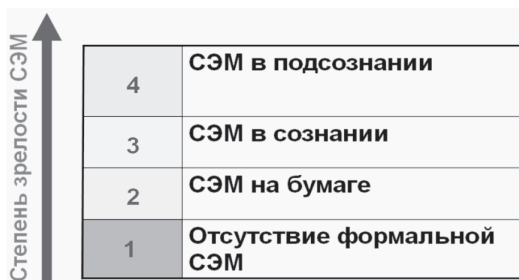 Степень зрелости СЭМ
4
СЭМ в подсознании
3
СЭМ в сознании
2
СЭМ на бумаге
1
Отсутствие формальной
СЭМ